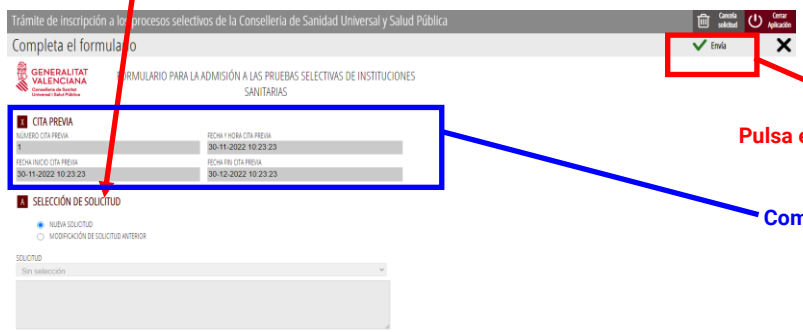 Trámite de inscripción a los procesos selectivos de la Conselleria de Sanidad Universal y Salud Pública
Cancela solicitud
Cerrar Aplicación
Completa el formulario
Envía
GENERALITAT
VALENCIANA
Conselleria de Sanitat
Universal i Salut Pública
FORMULARIO PARA LA ADMISIÓN A LAS PRUEBAS SELECTIVAS DE INSTITUCIONES
SANITARIAS
Pulsa e
X CITA PREVIA
NÚMERO CITA PREVIA
FECHA Y HORA CITA PREVIA
1
30-11-2022 10:23:23
FECHA INICIO CITA PREVIA
FECHA FIN CITA PREVIA
30-11-2022 10:23:23
30-12-2022 10:23:23
Com
A SELECCIÓN DE SOLICITUD
NUEVA SOLICITUD
MODIFICACIÓN DE SOLICITUD ANTERIOR
SOLICITUD
Sin selección